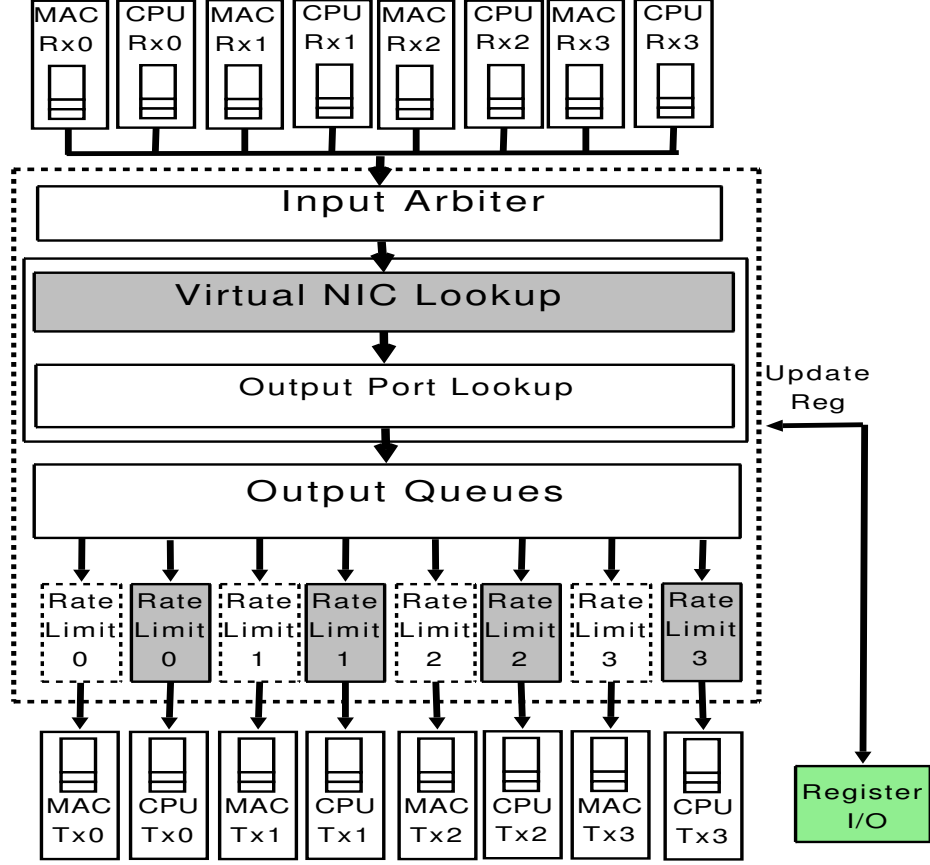 MAC CPU MAC CPU MAC CPU MAC CPU
Rx0 Rx0 Rx1 Rx1 Rx2 Rx2 Rx3 Rx3
Input Arbiter
Virtual NIC Lookup
Output Port Lookup
Update
Reg
Output Queues
Rate Rate Rate Rate Rate Rate Rate Rate
Limit Limit Limit Limit Limit Limit Limit Limit
0 0 1 1 2 2 3 3
MAC CPU MAC CPU MAC CPU MAC CPU
Tx0 Tx0 Tx1 Tx1 Tx2 Tx2 Tx3 Tx3
Register
I/O